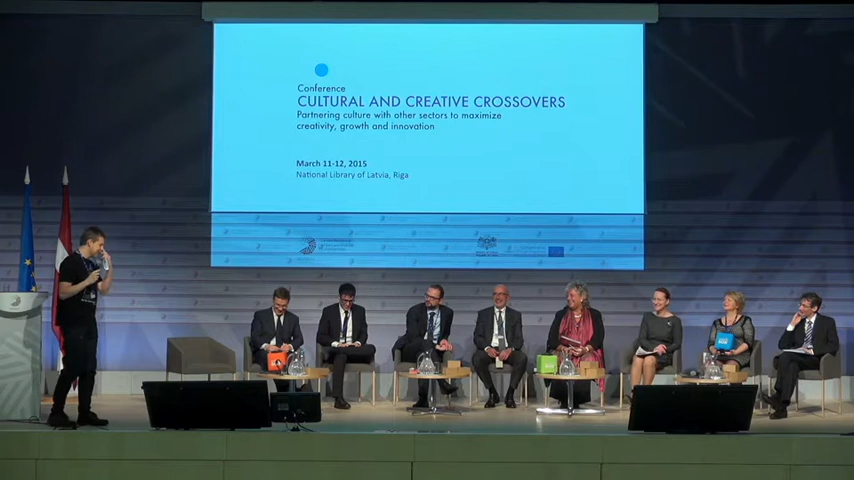 Conference
CULTURAL AND CREATIVE CROSSOVERS
Partnering culture with other sectors to maximize
creativity, growth and innovation
March 11-12, 2015
National Library of Latvia, Riga